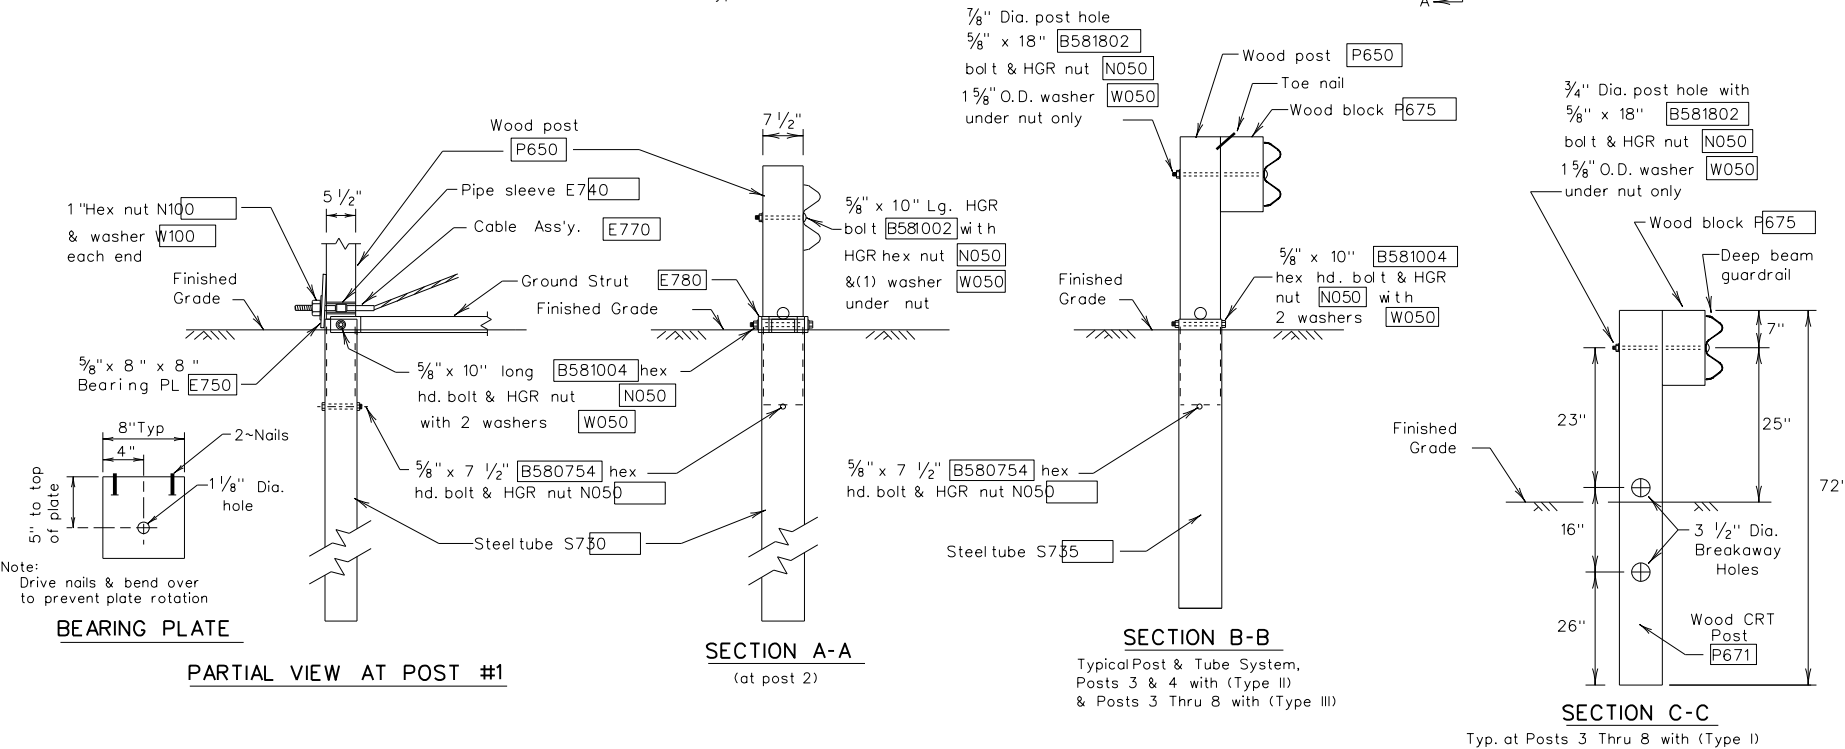 A
7/8" Dia. post hole
5/8" x 18" B581802
bolt & HGR nut N050
1 5/8" O.D. washer W050
under nut only
Wood post P650
Toe nail
Wood block P675
3/4" Dia. post hole with
5/8" x 18" B581802
bolt & HGR nut N050
1 5/8" O.D. washer W050
under nut only
Wood block P675
Deep beam
guardrail
Wood post
P650
7 1/2"
5 1/2"
Pipe sleeve E740
Cable Ass'y. E770
1"Hex nut N100
& washer W100
each end
Finished
Grade
Ground Strut E780
Finished Grade
5/8" x 10" Lg. HGR
bolt B581002 with
HGR hex nut N050
&(1) washer W050
under nut
Finished
Grade
5/8" x 10" B581004
hex hd. bolt & HGR
nut N050 with
2 washers W050
5/8" x 8" x 8"
Bearing PL E750
5/8" x 10" long B581004 hex
hd. bolt & HGR nut N050
with 2 washers W050
8"Typ
4"
2~Nails
1 1/8" Dia.
hole
5" to top
of plate
5/8" x 7 1/2" B580754 hex
hd. bolt & HGR nut N050
5/8" x 7 1/2" B580754 hex
hd. bolt & HGR nut N050
Steel tube S730
Steel tube S735
Note:
Drive nails & bend over
to prevent plate rotation
BEARING PLATE
PARTIAL VIEW AT POST #1
SECTION A-A
(at post 2)
SECTION B-B
Typical Post & Tube System,
Posts 3 & 4 with (Type II)
& Posts 3 Thru 8 with (Type III)
7"
23"
25"
Finished
Grade
72"
16"
3 1/2" Dia.
Breakaway
Holes
26"
Wood CRT
Post
P671
SECTION C-C
Typ. at Posts 3 Thru 8 with (Type I)